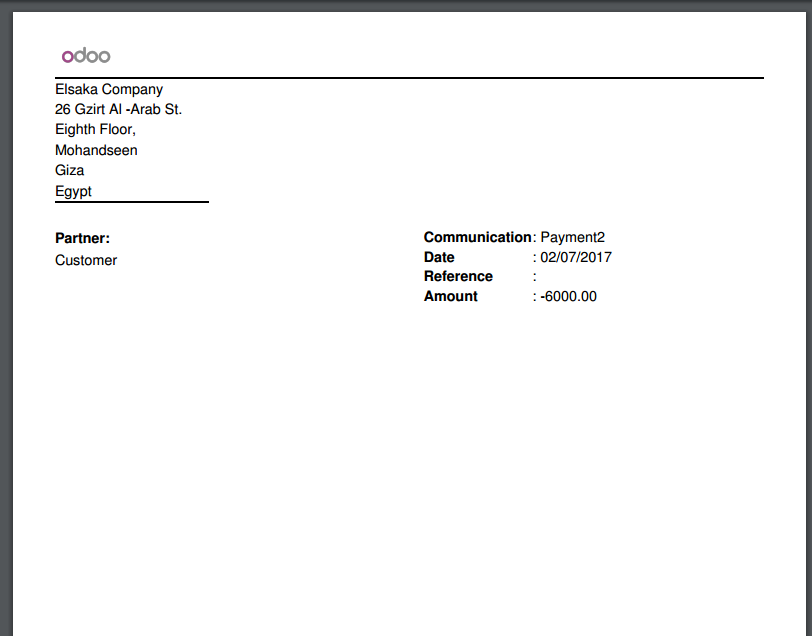 odoo
Elsaka Company
26 Gzirt Al -Arab St.
Eighth Floor,
Mohandseen
Giza
Egypt
Partner:
Customer
Communication: Payment2
Date : 02/07/2017
Reference :
Amount : -6000.00